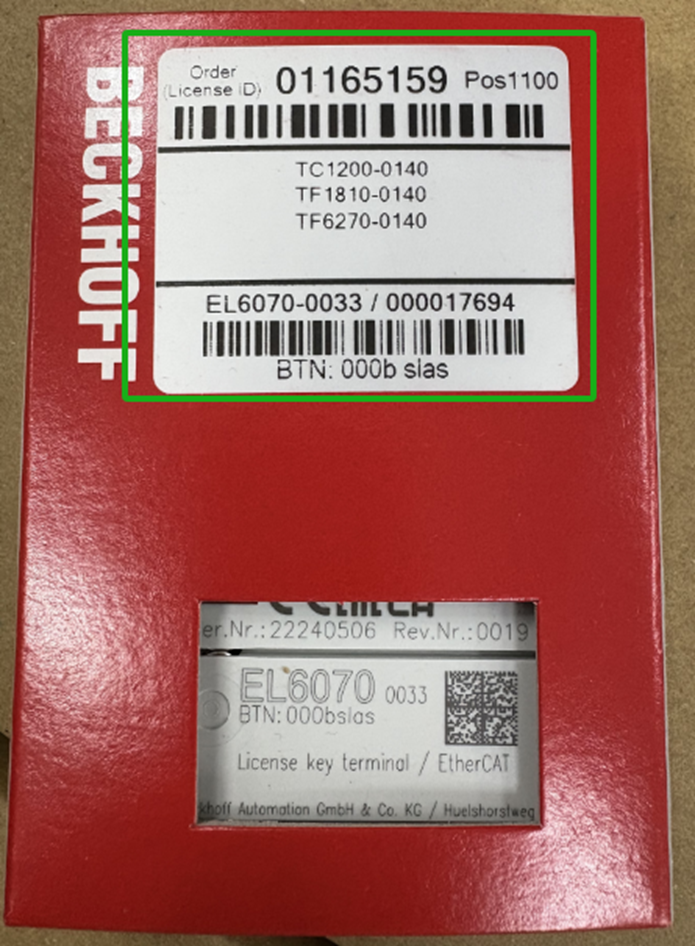 BECKHOFF
Order
(License ID) 01165159 Pos1100
TC1200-0140
TF1810-0140
TF6270-0140
EL6070-0033 / 000017694
BTN: 000b slas
er.Nr.:22240506 Rev.Nr.:0019
EL6070 0033
BTN: 000bslas
License key terminal / EtherCAT
khoff Automation GmbH & Co. KG / Huelshorstweg